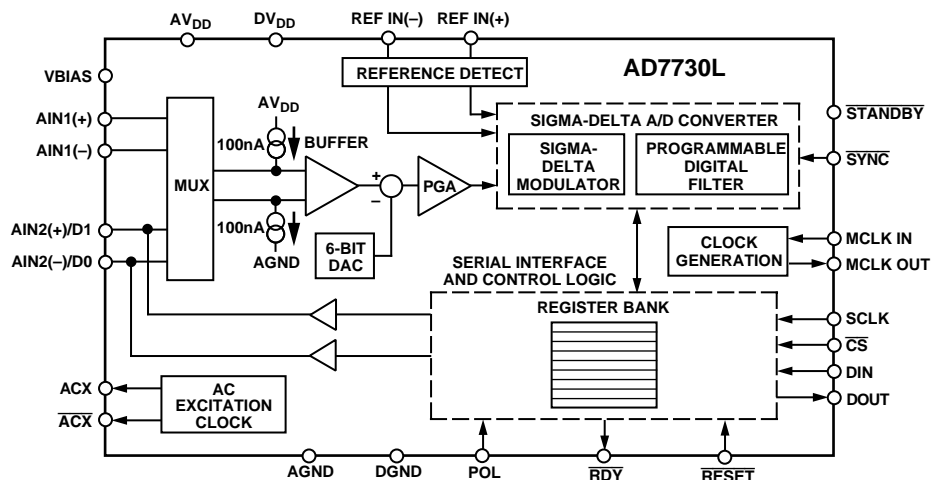 AVDD
DVDD
REF IN(–)
REF IN(+)
VBIAS
REFERENCE DETECT
AD7730L
AIN1(+)
AIN1(–)
AVDD
100nA
BUFFER
MUX
SIGMA-DELTA A/D CONVERTER
SIGMA-
DELTA
MODULATOR
PROGRAMMABLE
DIGITAL
FILTER
STANDBY
SYNC
+
–
PGA
AIN2(+)/D1
AIN2(–)/D0
100nA
AGND
6-BIT
DAC
SERIAL INTERFACE
AND CONTROL LOGIC
CLOCK
GENERATION
MCLK IN
MCLK OUT
REGISTER BANK
SCLK
CS
DIN
DOUT
ACX
ACX
AC
EXCITATION
CLOCK
AGND
DGND
POL
RDY
RESET